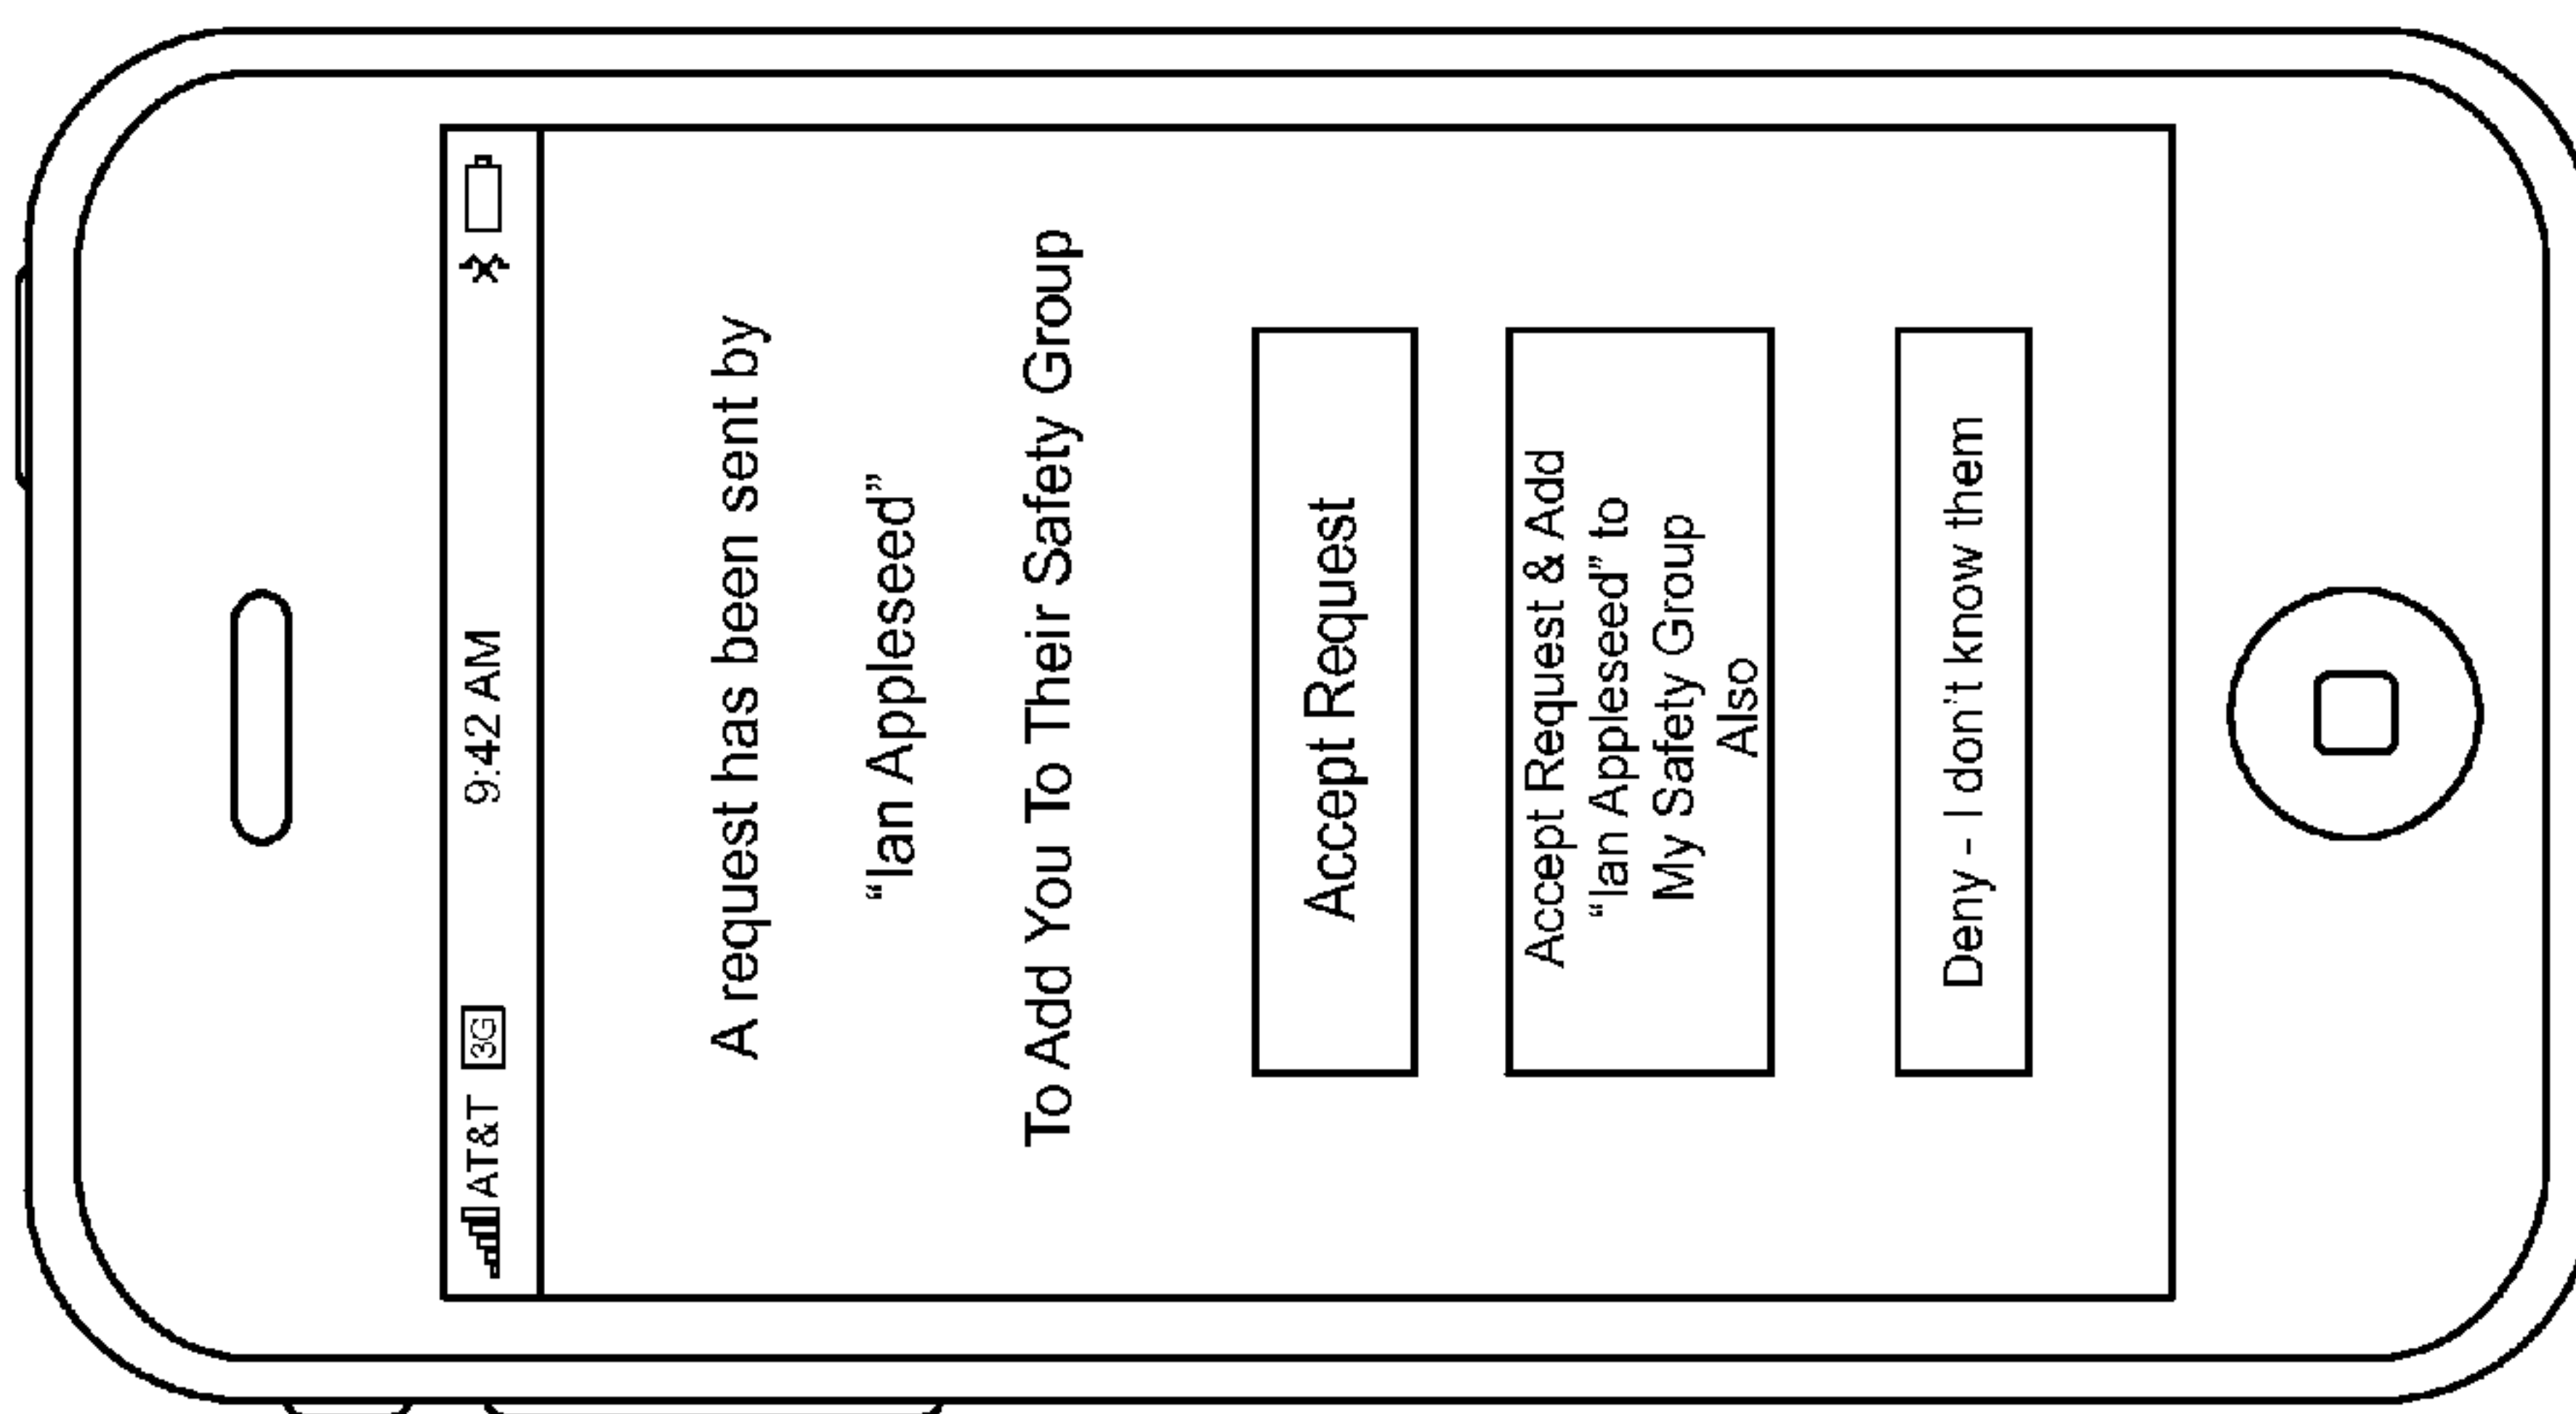 AT&T 3G 9:42 AM
A request has been sent by
“Ian Appleseed”
To Add You To Their Safety Group
Accept Request
Accept Request & Add
“Ian Appleseed” to
My Safety Group
Also
Deny - I don't know them